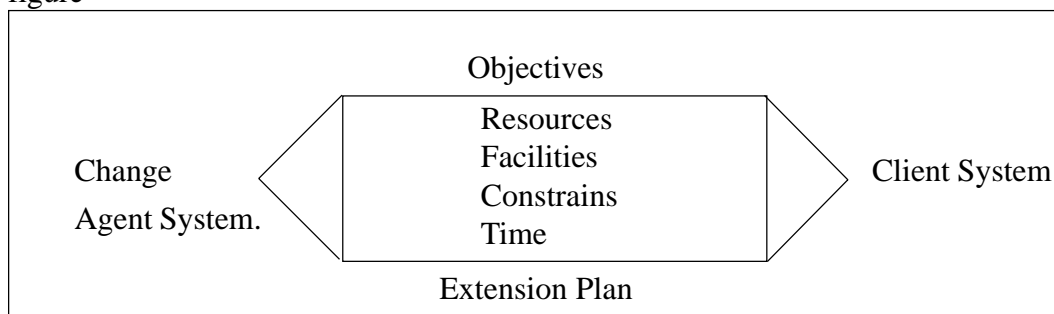 figure
Objectives
Resources
Facilities
Constrains
Time
Change
Agent System.
Client System
Extension Plan